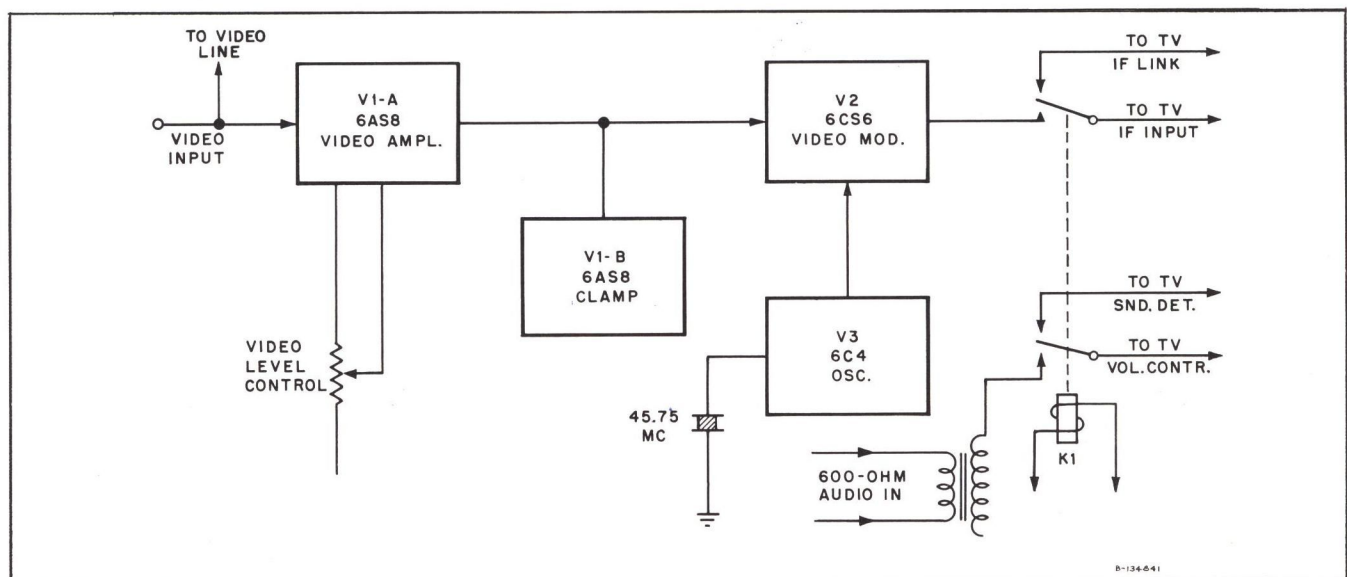 TO VIDEO
LINE
VIDEO
INPUT
V1-A
6AS8
VIDEO AMPL.
V1-B
6AS8
CLAMP
VIDEO
LEVEL
CONTROL
V2
6CS6
VIDEO MOD.
V3
6C4
OSC.
45.75
MC
600-OHM
AUDIO IN
TO TV
IF LINK
TO TV
IF INPUT
TO TV
SND. DET.
TO TV
VOL. CONTR.
K1
B-134841